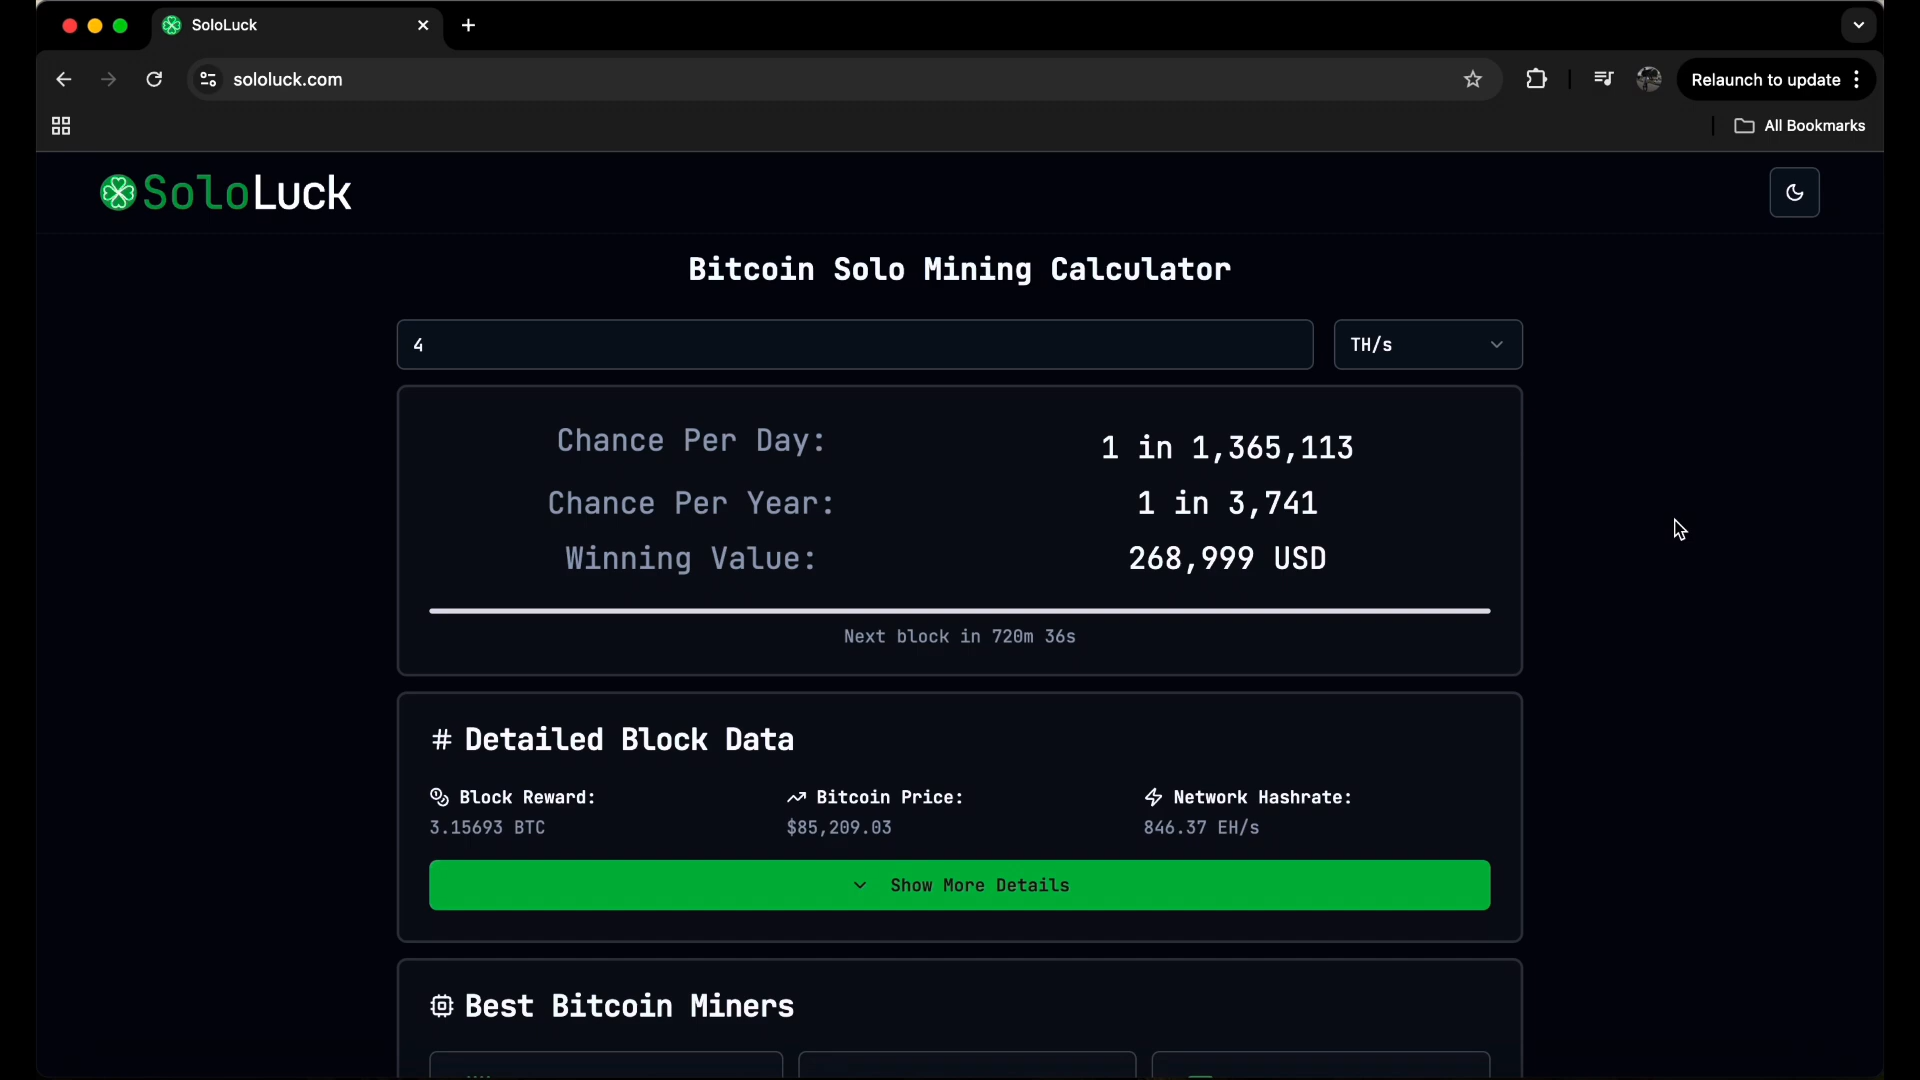 SoloLuck
sololuck.com
Relaunch to update
All Bookmarks
SoloLuck
Bitcoin Solo Mining Calculator
4
TH/s
Chance Per Day:
1 in 1,365,113
Chance Per Year:
1 in 3,741
Winning Value:
268,999 USD
Next block in 720m 36s
# Detailed Block Data
Block Reward:
3.15693 BTC
Bitcoin Price:
$85,209.03
Network Hashrate:
846.37 EH/s
Show More Details
Best Bitcoin Miners